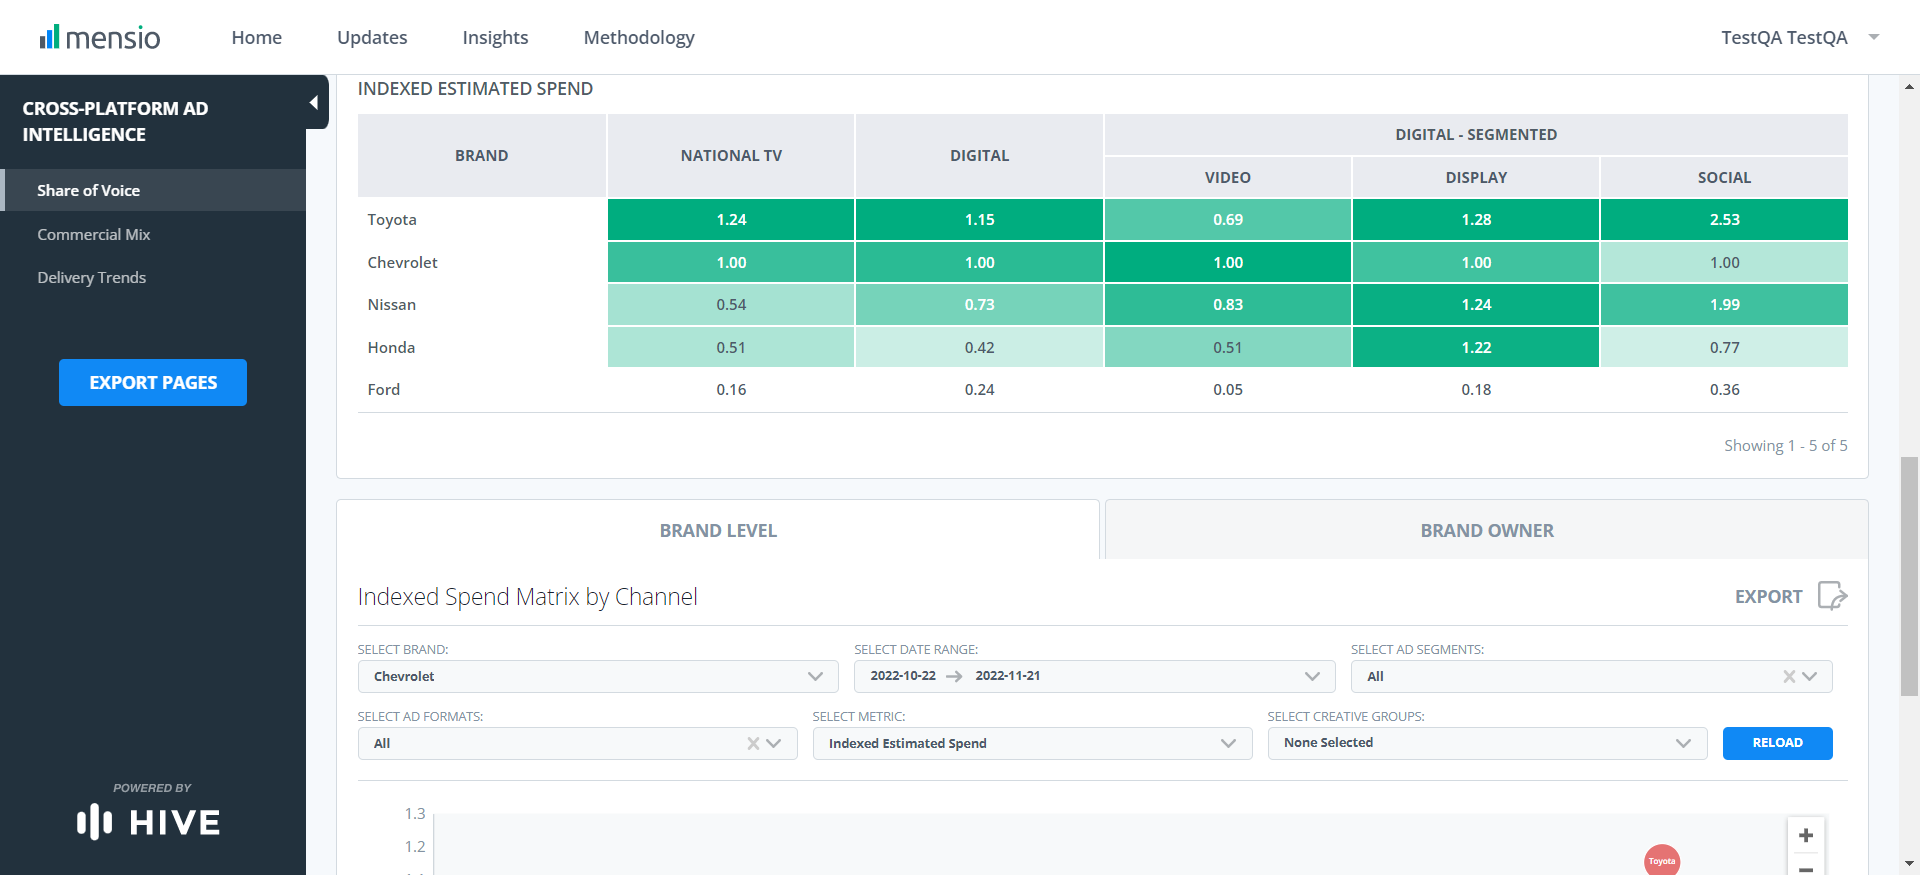 mensio
Home
Updates
Insights
Methodology
TestQA TestQA
CROSS-PLATFORM AD
INTELLIGENCE
Share of Voice
Commercial Mix
Delivery Trends
EXPORT PAGES
POWERED BY
HIVE
INDEXED ESTIMATED SPEND
BRAND NATIONAL TV DIGITAL DIGITAL - SEGMENTED
VIDEO DISPLAY SOCIAL
Toyota 1.24 1.15 0.69 1.28 2.53
Chevrolet 1.00 1.00 1.00 1.00 1.00
Nissan 0.54 0.73 0.83 1.24 1.99
Honda 0.51 0.42 0.51 1.22 0.77
Ford 0.16 0.24 0.05 0.18 0.36
Showing 1 - 5 of 5
BRAND LEVEL
BRAND OWNER
Indexed Spend Matrix by Channel
EXPORT
SELECT BRAND: SELECT DATE RANGE: SELECT AD SEGMENTS:
Chevrolet 2022-10-22 → 2022-11-21 All
SELECT AD FORMATS: SELECT METRIC: SELECT CREATIVE GROUPS:
All Indexed Estimated Spend None Selected RELOAD
1.3
1.2
Toyota